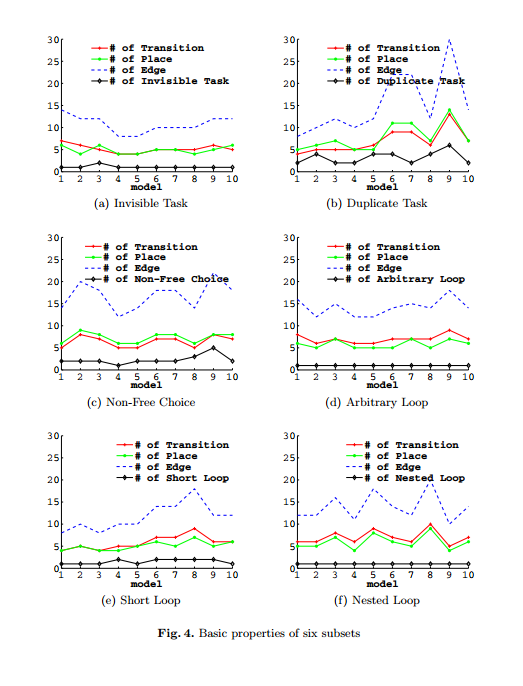 30
25
20
15
10
5
0
# of Transition
# of Place
# of Edge
# of Invisible Task
1 2 3 4 5 6 7 8 9 10
model
(a) Invisible Task
30
25
20
15
10
5
0
# of Transition
# of Place
# of Edge
# of Duplicate Task
1 2 3 4 5 6 7 8 9 10
model
(b) Duplicate Task
30
25
20
15
10
5
0
# of Transition
# of Place
# of Edge
# of Non-Free Choice
1 2 3 4 5 6 7 8 9 10
model
(c) Non-Free Choice
30
25
20
15
10
5
0
# of Transition
# of Place
# of Edge
# of Arbitrary Loop
1 2 3 4 5 6 7 8 9 10
model
(d) Arbitrary Loop
30
25
20
15
10
5
0
# of Transition
# of Place
# of Edge
# of Short Loop
1 2 3 4 5 6 7 8 9 10
model
(e) Short Loop
30
25
20
15
10
5
0
# of Transition
# of Place
# of Edge
# of Nested Loop
1 2 3 4 5 6 7 8 9 10
model
(f) Nested Loop
Fig. 4. Basic properties of six subsets